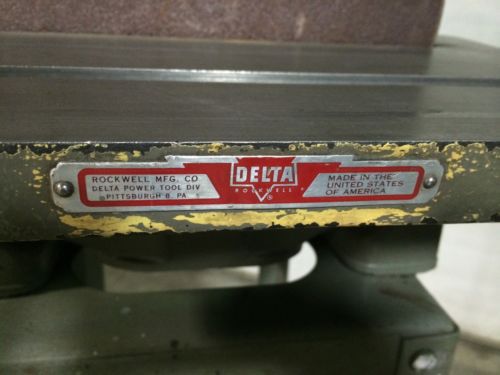 ROCKWELL MFG. CO
DELTA POWER TOOL DIV
PITTSBURGH 8, PA.
DELTA
ROCKWELL
®
MADE IN THE
UNITED STATES
OF AMERICA